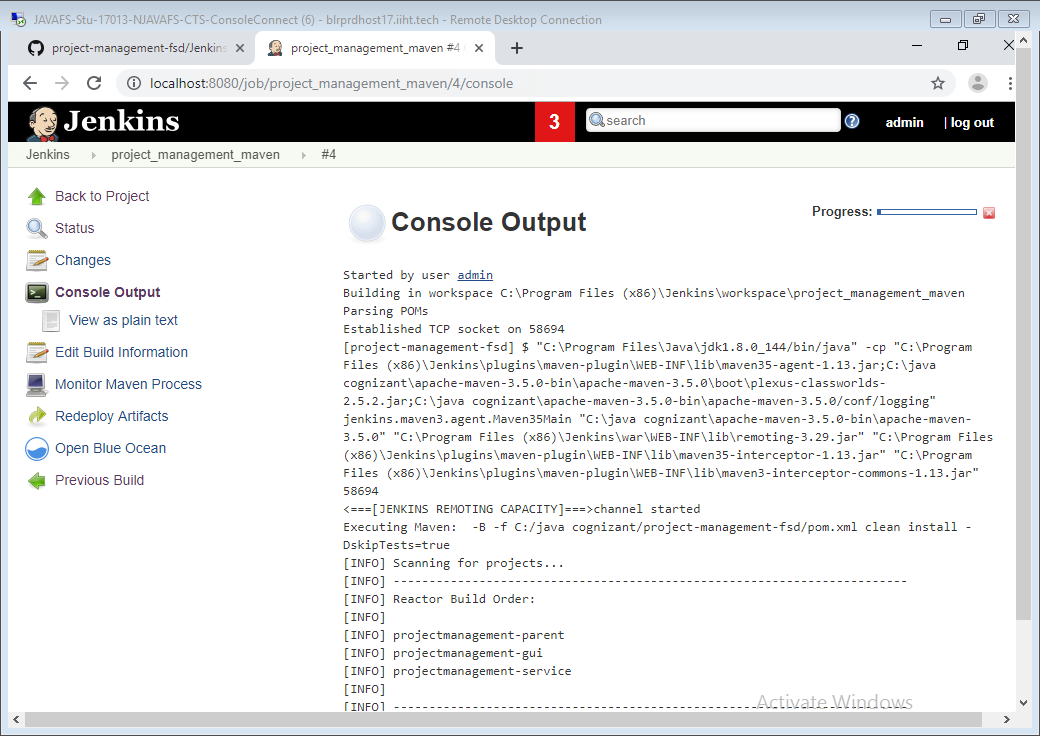 JAVAFS-Stu-17013-NJAVAFS-CTS-ConsoleConnect (6) - blrprdhost17.iiht.tech - Remote Desktop Connection
project-management-fsd/Jenkins
project_management_maven #4
localhost:8080/job/project_management_maven/4/console
Jenkins
3
search
admin
| log out
Jenkins
project_management_maven
#4
Back to Project
Status
Changes
Console Output
View as plain text
Edit Build Information
Monitor Maven Process
Redeploy Artifacts
Open Blue Ocean
Previous Build
Console Output
Progress:
Started by user admin
Building in workspace C:\Program Files (x86)\Jenkins\workspace\project_management_maven
Parsing POMs
Established TCP socket on 58694
[project-management-fsd] $ "C:\Program Files\Java\jdk1.8.0_144/bin/java" -cp "C:\Program
Files (x86)\Jenkins\plugins\maven-plugin\WEB-INF\lib\maven35-agent-1.13.jar;C:\java
cognizant\apache-maven-3.5.0-bin\apache-maven-3.5.0\boot\plexus-classworlds-
2.5.2.jar;C:\java cognizant\apache-maven-3.5.0-bin\apache-maven-3.5.0/conf/logging"
jenkins.maven3.agent.Maven35Main "C:\java cognizant\apache-maven-3.5.0-bin\apache-maven-
3.5.0" "C:\Program Files (x86)\Jenkins\war\WEB-INF\lib\remoting-3.29.jar" "C:\Program Files
(x86)\Jenkins\plugins\maven-plugin\WEB-INF\lib\maven35-interceptor-1.13.jar" "C:\Program
Files (x86)\Jenkins\plugins\maven-plugin\WEB-INF\lib\maven3-interceptor-commons-1.13.jar"
58694
<===[JENKINS REMOTING CAPACITY]===>channel started
Executing Maven:  -B -f C:/java cognizant/project-management-fsd/pom.xml clean install -
DskipTests=true
[INFO] Scanning for projects...
[INFO] ------------------------------------------------------------------------
[INFO] Reactor Build Order:
[INFO]
[INFO] projectmanagement-parent
[INFO] projectmanagement-gui
[INFO] projectmanagement-service
[INFO]
[INFO] ------------------------------------------------------------------------
Activate Windows